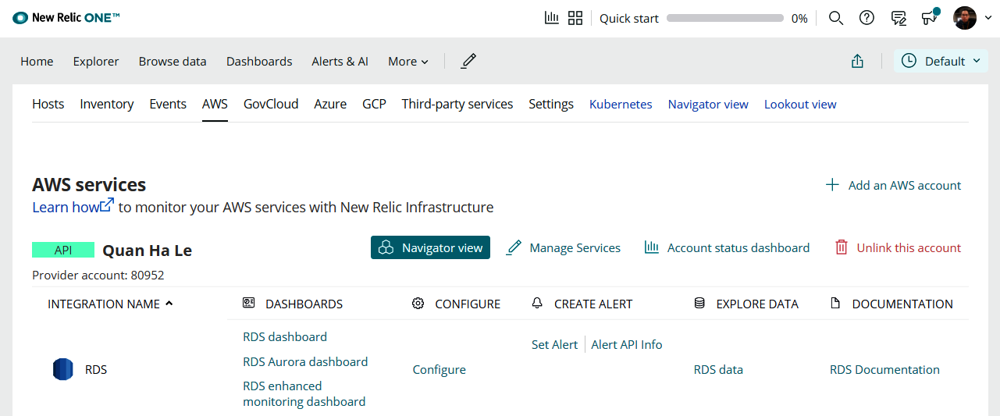 New Relic ONE™ Quick start 0%
Home Explorer Browse data Dashboards Alerts & AI More Default
Hosts Inventory Events AWS GovCloud Azure GCP Third-party services Settings Kubernetes Navigator view Lookout view
AWS services
Add an AWS account
Learn how to monitor your AWS services with New Relic Infrastructure
API Quan Ha Le Navigator view Manage Services Account status dashboard Unlink this account
Provider account: 80952
INTEGRATION NAME DASHBOARDS CONFIGURE CREATE ALERT EXPLORE DATA DOCUMENTATION
RDS dashboard
Set Alert Alert API Info
RDS Aurora dashboard
RDS Configure RDS data RDS Documentation
RDS enhanced
monitoring dashboard